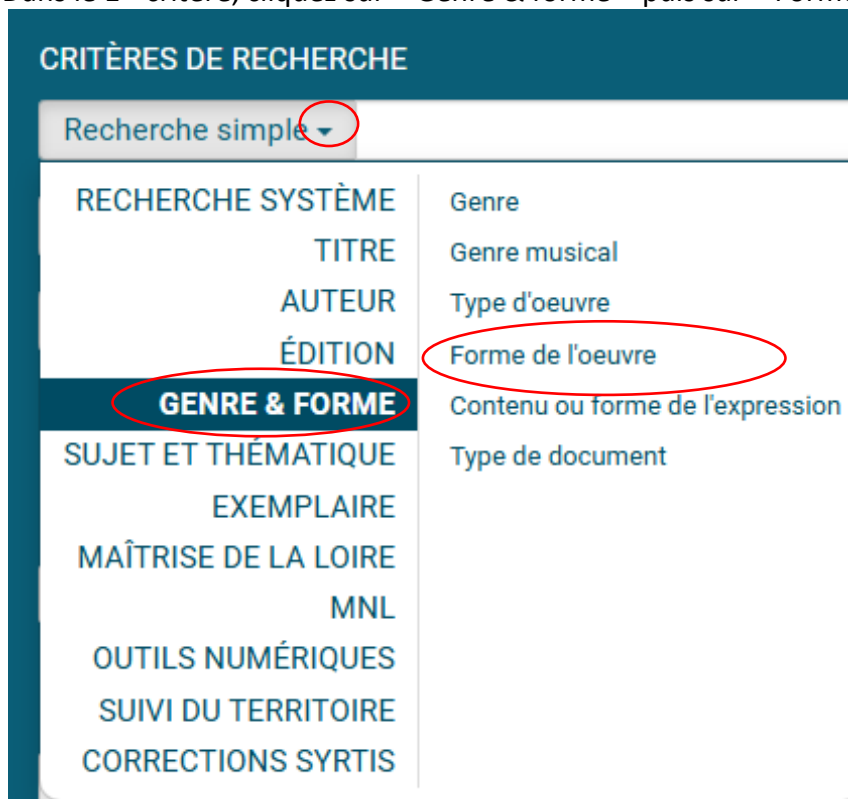 CRITÈRES DE RECHERCHE
Recherche simple
RECHERCHE SYSTÈME
TITRE
AUTEUR
ÉDITION
GENRE & FORME
SUJET ET THÉMATIQUE
EXEMPLAIRE
MAÎTRISE DE LA LOIRE
MNL
OUTILS NUMÉRIQUES
SUIVI DU TERRITOIRE
CORRECTIONS SYRTIS
Genre
Genre musical
Type d'oeuvre
Forme de l'oeuvre
Contenu ou forme de l'expression
Type de document